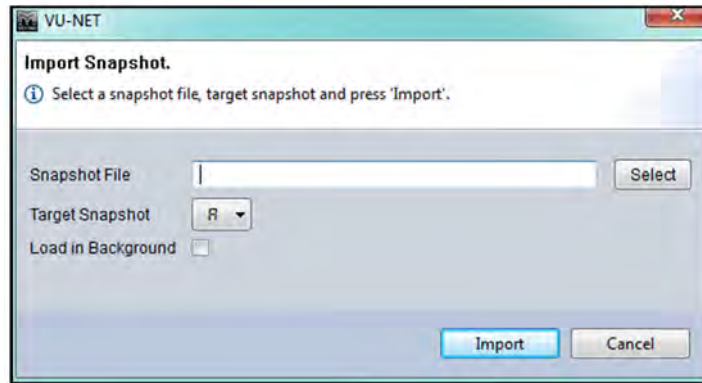 VU-NET
Import Snapshot.
Select a snapshot file, target snapshot and press 'Import'.
Snapshot File
Select
Target Snapshot
A
Load in Background
Import
Cancel